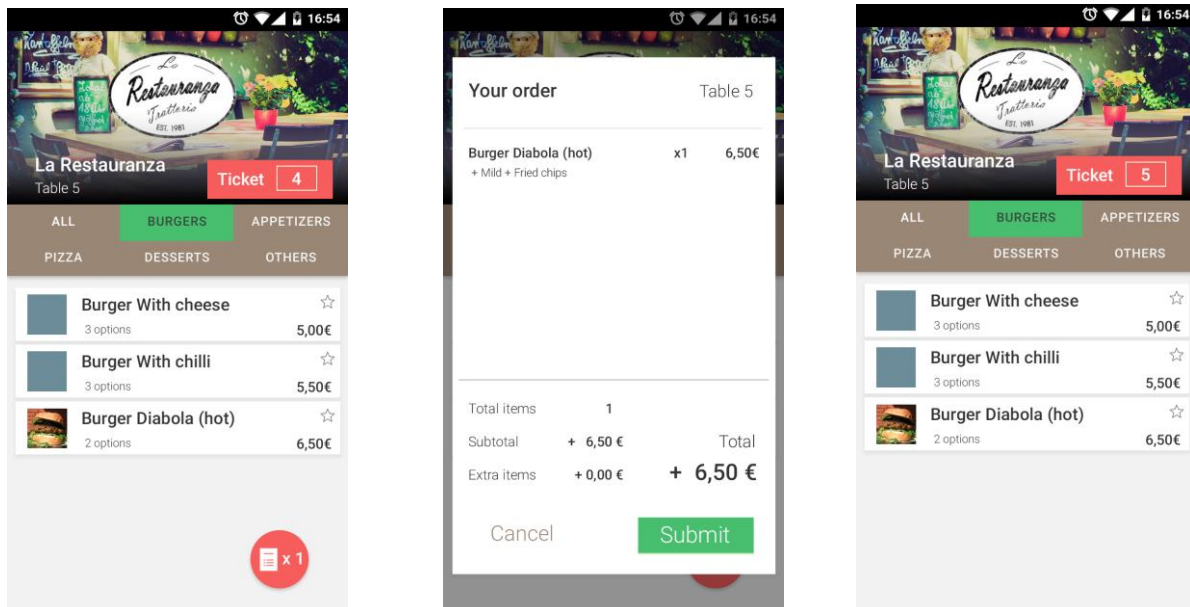 16:54
La
Restauranza
Trattoria
EST. 1981
La Restauranza
Table 5
Ticket 4
ALL BURGERS APPETIZERS
PIZZA DESSERTS OTHERS
Burger With cheese
3 options 5,00€
Burger With chilli
3 options 5,50€
Burger Diabola (hot)
2 options 6,50€
x 1
16:54
Your order Table 5
Burger Diabola (hot) x1 6,50€
+ Mild + Fried chips
Total items 1
Subtotal + 6,50 € Total
Extra items + 0,00 € + 6,50 €
Cancel Submit
16:54
La
Restauranza
Trattoria
EST. 1981
La Restauranza
Table 5
Ticket 5
ALL BURGERS APPETIZERS
PIZZA DESSERTS OTHERS
Burger With cheese
3 options 5,00€
Burger With chilli
3 options 5,50€
Burger Diabola (hot)
2 options 6,50€